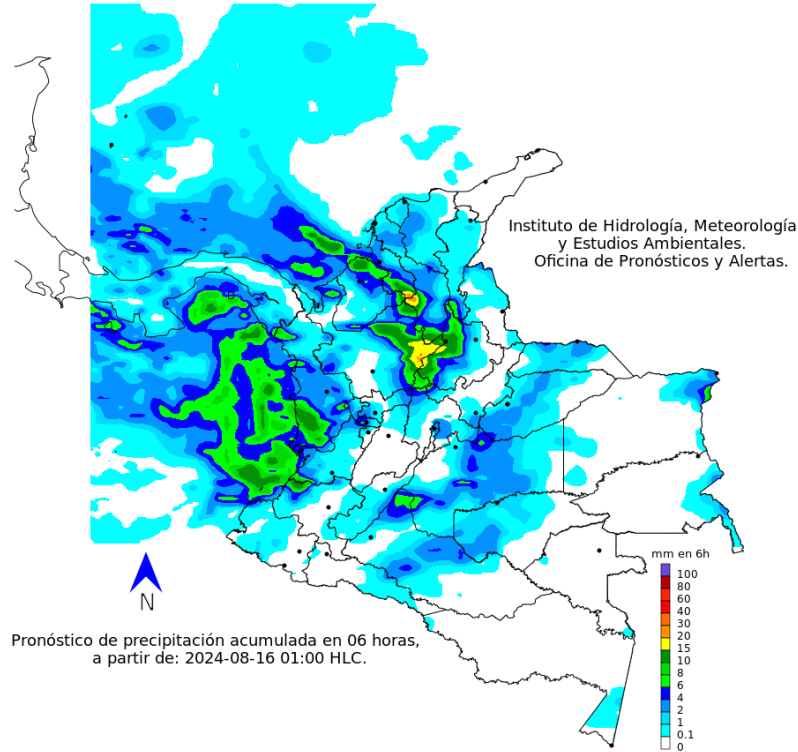 Instituto de Hidrología, Meteorología
y Estudios Ambientales.
Oficina de Pronósticos y Alertas.
N
Pronóstico de precipitación acumulada en 06 horas,
a partir de: 2024-08-16 01:00 HLC.
mm en 6h
100
80
60
40
30
20
15
10
8
6
4
2
1
0.1
0